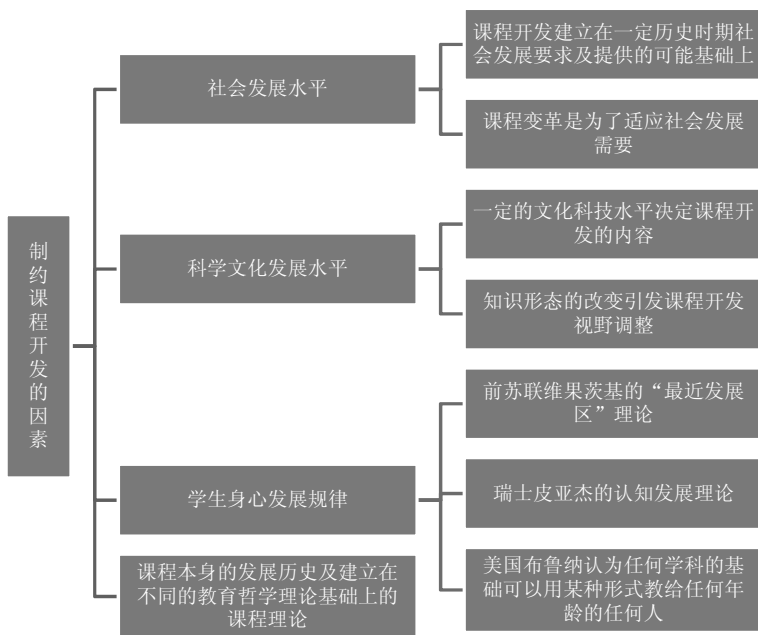 制约课程开发的因素
社会发展水平
课程开发建立在一定历史时期社
会发展要求及提供的可能基础上
课程变革是为了适应社会发展
需要
科学文化发展水平
一定的文化科技水平决定课程开
发的内容
知识形态的改变引发课程开发
视野调整
学生身心发展规律
前苏联维果茨基的“最近发展
区”理论
瑞士皮亚杰的认知发展理论
美国布鲁纳认为任何学科的基
础可以用某种形式教给任何年
龄的任何人
课程本身的发展历史及建立在
不同的教育哲学理论基础上的
课程理论